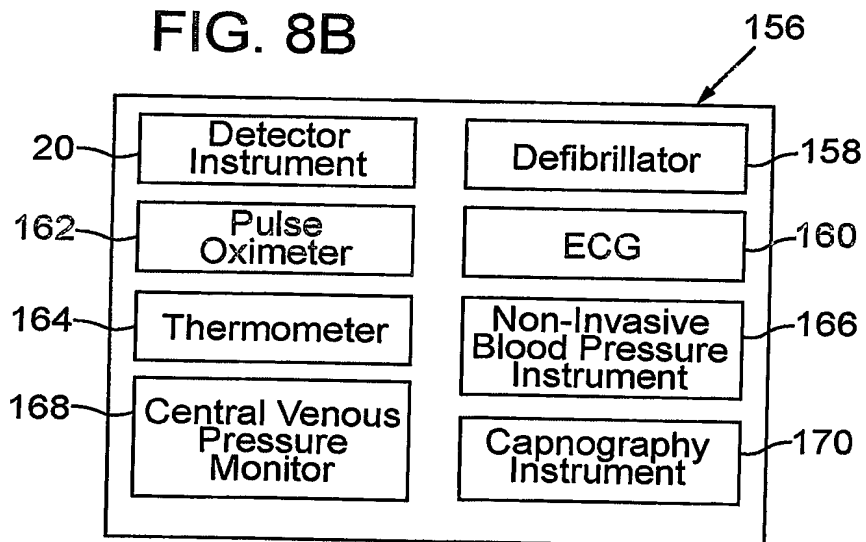 FIG. 8B
156
20
Detector
Instrument
Defibrillator
158
162
Pulse
Oximeter
ECG
160
164
Thermometer
Non-Invasive
Blood Pressure
Instrument
166
168
Central Venous
Pressure
Monitor
Capnography
Instrument
170